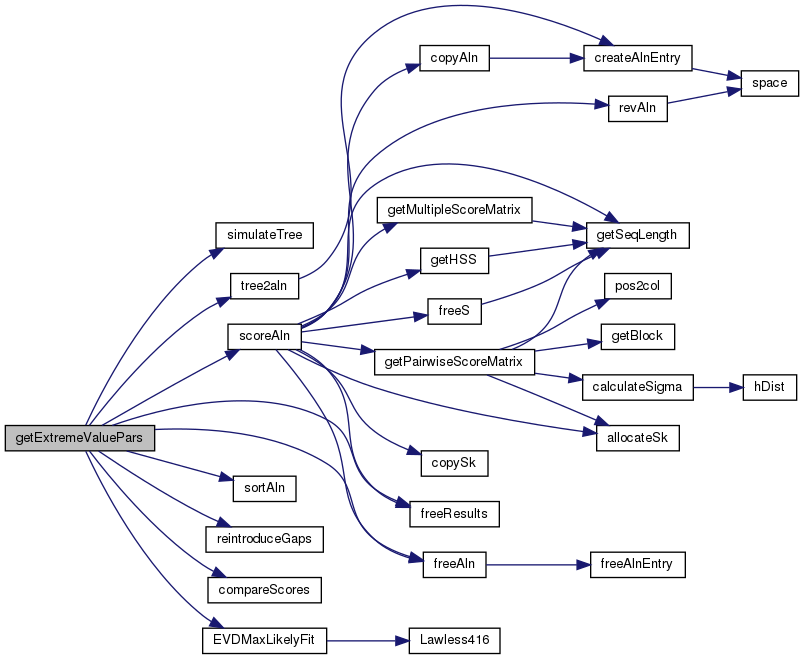 copyAln
createAlnEntry
space
revAln
getMultipleScoreMatrix
simulateTree
getSeqLength
getHSS
tree2aln
pos2col
freeS
scoreAln
getBlock
getPairwiseScoreMatrix
calculateSigma
hDist
getExtremeValuePars
allocateSk
copySk
sortAln
freeResults
reintroduceGaps
freeAln
freeAlnEntry
compareScores
EVDMaxLikelyFit
Lawless416